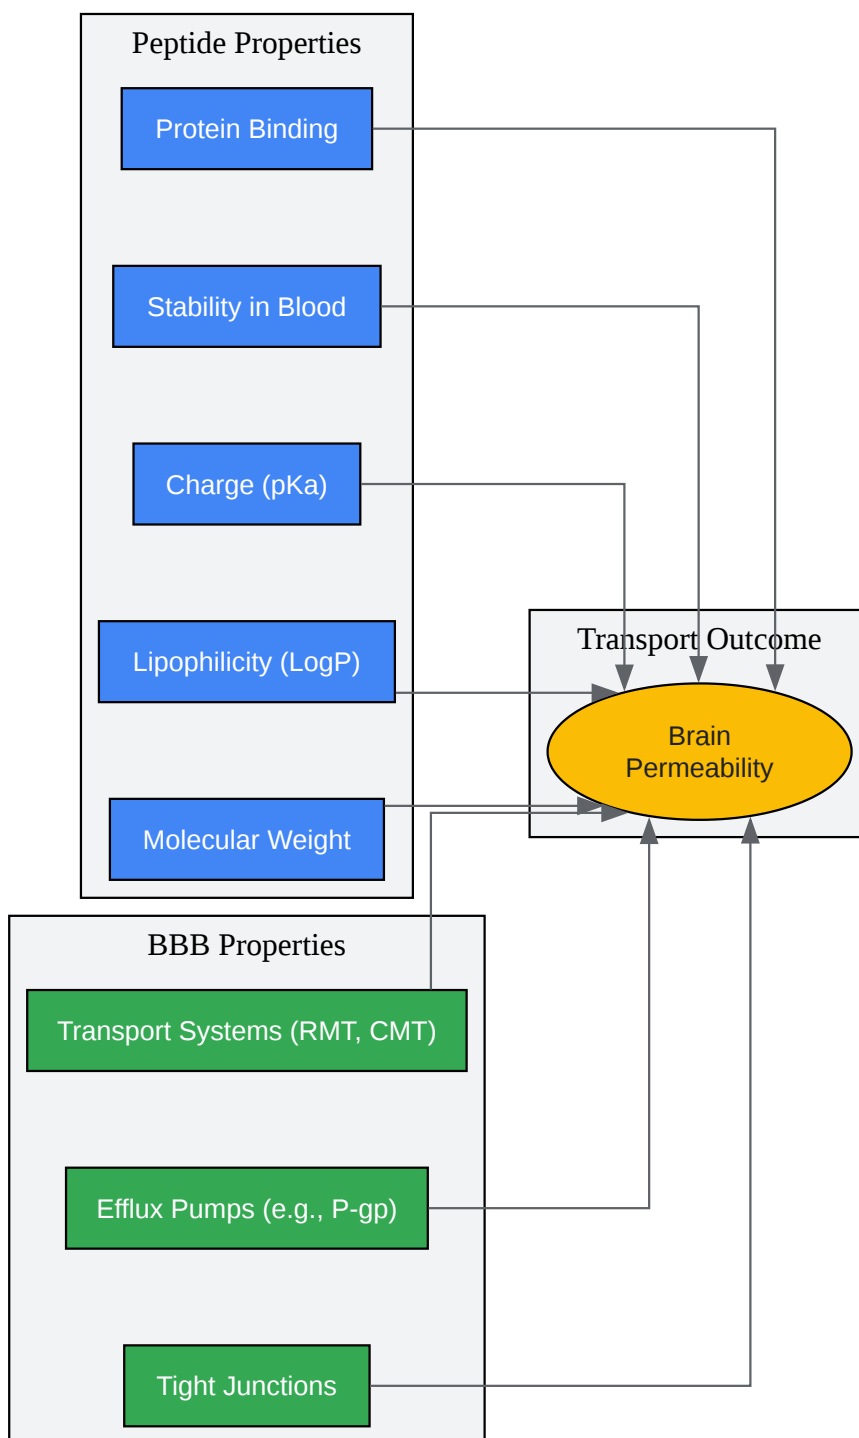 Peptide Properties
Protein Binding
Stability in Blood
Charge (pKa)
Lipophilicity (LogP)
Molecular Weight
Transport Outcome
Brain
Permeability
BBB Properties
Transport Systems (RMT, CMT)
Efflux Pumps (e.g., P-gp)
Tight Junctions